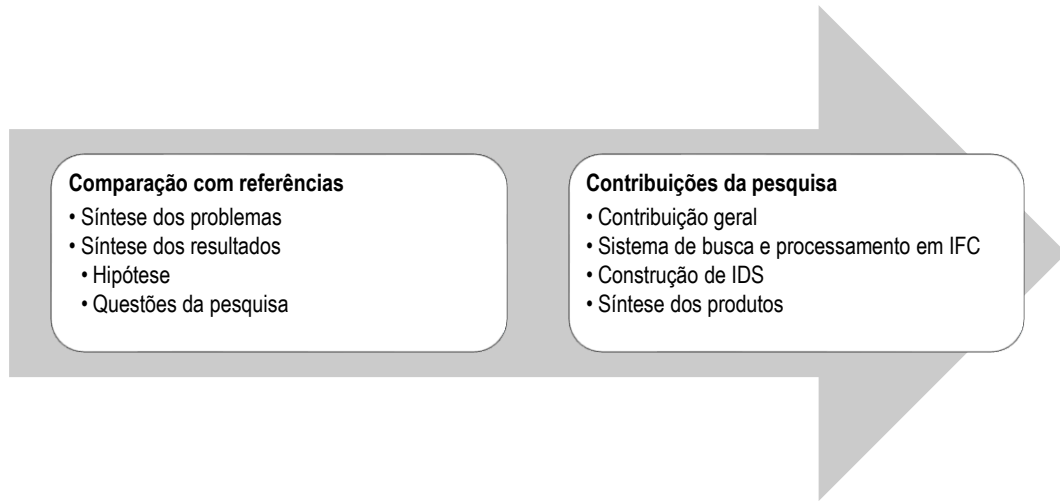 Comparação com referências
• Síntese dos problemas
• Síntese dos resultados
• Hipótese
• Questões da pesquisa
Contribuições da pesquisa
• Contribuição geral
• Sistema de busca e processamento em IFC
• Construção de IDS
• Síntese dos produtos